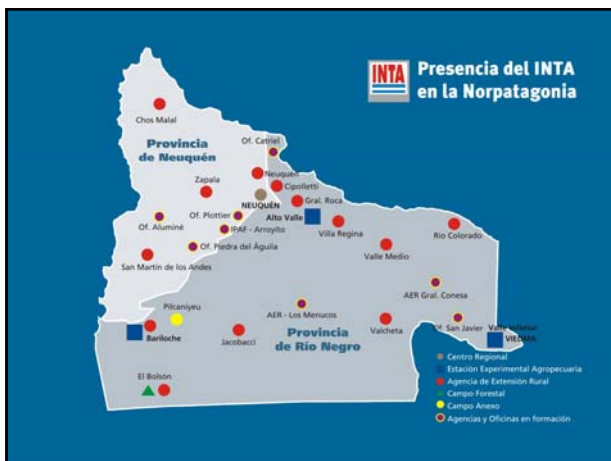 INTA
Presencia del INTA
en la Norpatagonia
Chos Malal
Provincia
de Neuquén
Of. Catriel
Zapala
Neuquén
Cipolletti
NEUQUÉN
Gral. Roca
Of. Plottier
Alto Valle
Of. Aluminé
IPAF - Arroyito
Villa Regina
Río Colorado
Of. Piedra del Águila
Valle Medio
San Martín de los Andes
AER Gral. Conesa
Pilcaniyeu
AER - Los Menucos
Of. San Javier
Valle Inferior
VIEDMA
Bariloche
Jacobacci
Provincia
de Río Negro
Valcheta
El Bolsón
Centro Regional
Estación Experimental Agropecuaria
Agencia de Extensión Rural
Campo Forestal
Campo Anexo
Agencias y Oficinas en formación